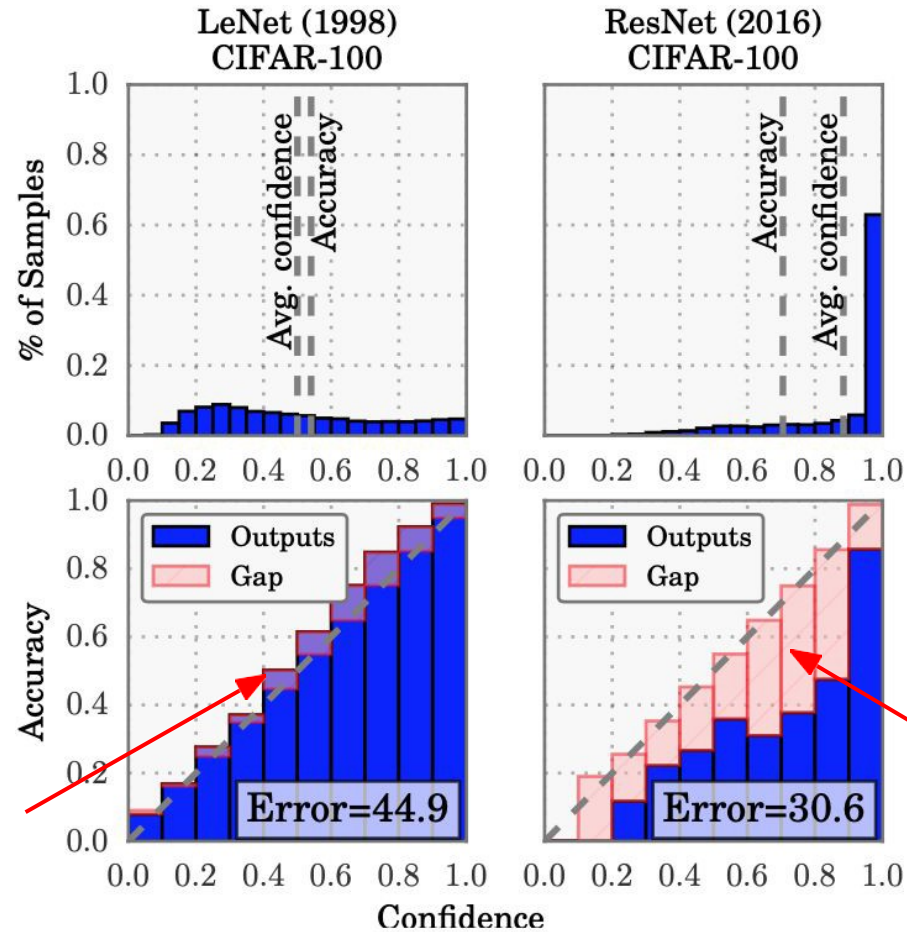 LeNet (1998)
CIFAR-100
ResNet (2016)
CIFAR-100
% of Samples
1.0
0.8
0.6
0.4
0.2
0.0
Avg. confidence
Accuracy
Accuracy
Avg. confidence
0.0 0.2 0.4 0.6 0.8 1.0
0.0 0.2 0.4 0.6 0.8 1.0
Accuracy
1.0
0.8
0.6
0.4
0.2
0.0
Outputs
Gap
Error=44.9
Outputs
Gap
Error=30.6
0.0 0.2 0.4 0.6 0.8 1.0
0.0 0.2 0.4 0.6 0.8 1.0
Confidence